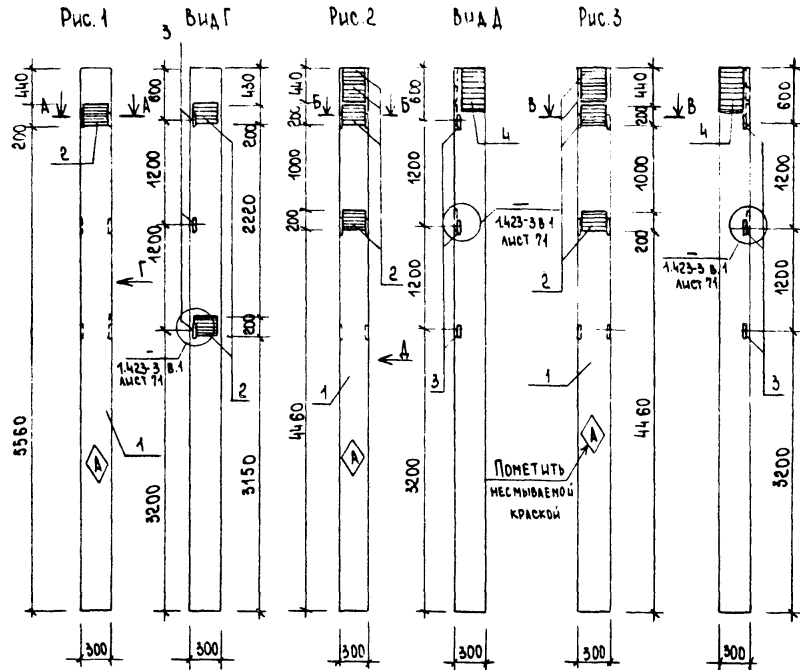 Рис. 1
Вид Г
Рис. 2
Вид Д
Рис. 3
3
440
А
А
200
2
5560
600
1200
1200
3200
430
200
2220
200
3150
Г
1.423-3 В.1
ЛИСТ 71
2
1
А
300
300
440
Б
Б
200
1000
200
4460
2
Д
1
А
300
600
1200
1200
3200
4
1.423-3 В.1
ЛИСТ 71
3
300
В
В
2
440
200
1000
200
4460
1
А
ПОМЕТИТЬ
НЕСМЫВАЕМОЙ
КРАСКОЙ
300
4
1.423-3 В.1
ЛИСТ 71
600
1200
1200
3200
3
300